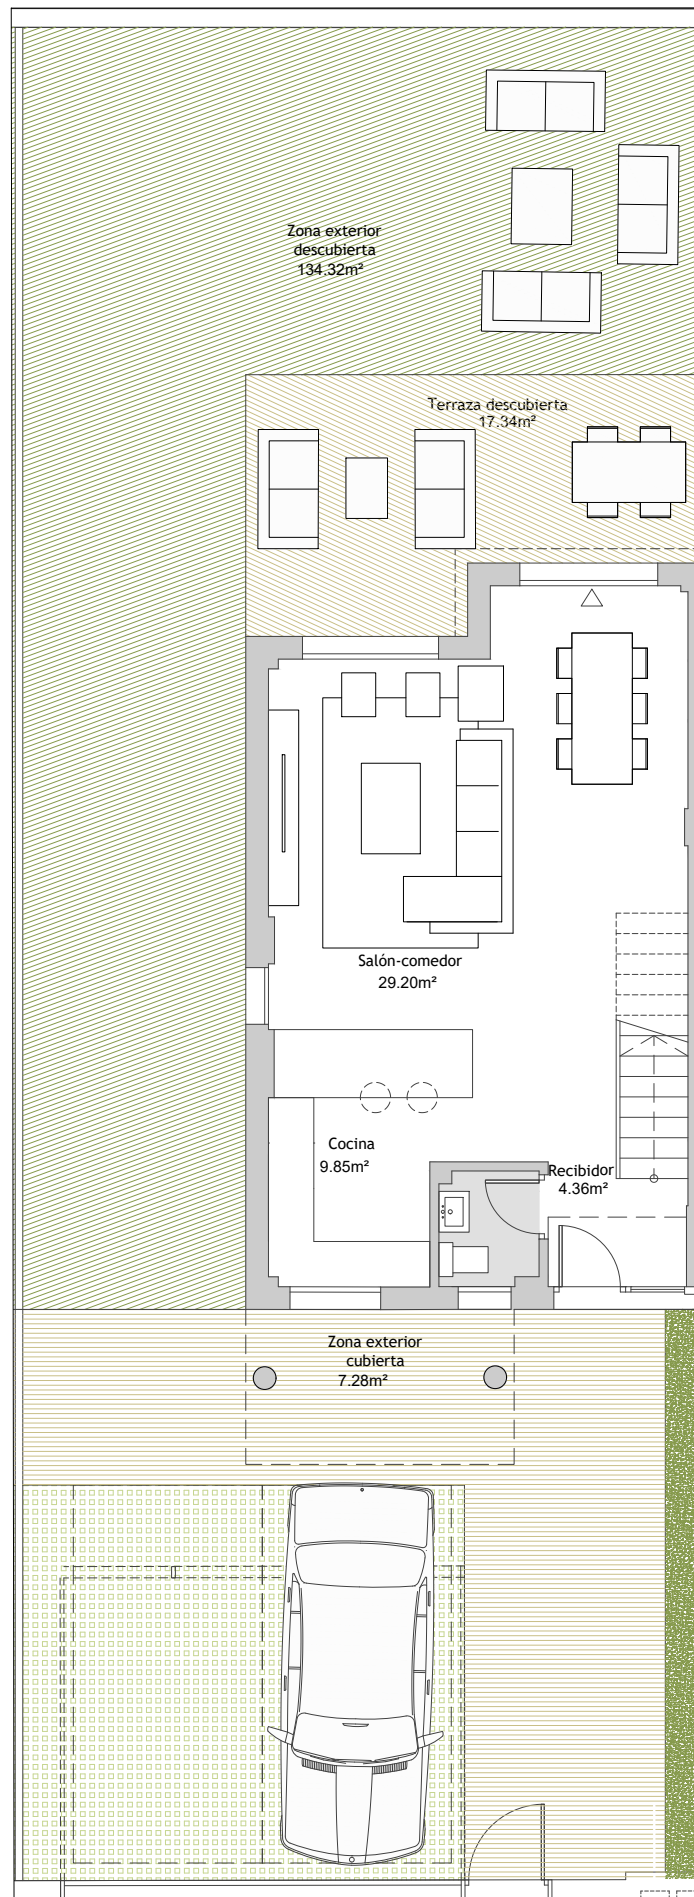 Zona exterior
descubierta
134.32m²
Terraza descubierta
17.34m²
Salón-comedor
29.20m²
Cocina
9.85m²
Recibidor
4.36m²
Zona exterior
cubierta
7.28m²